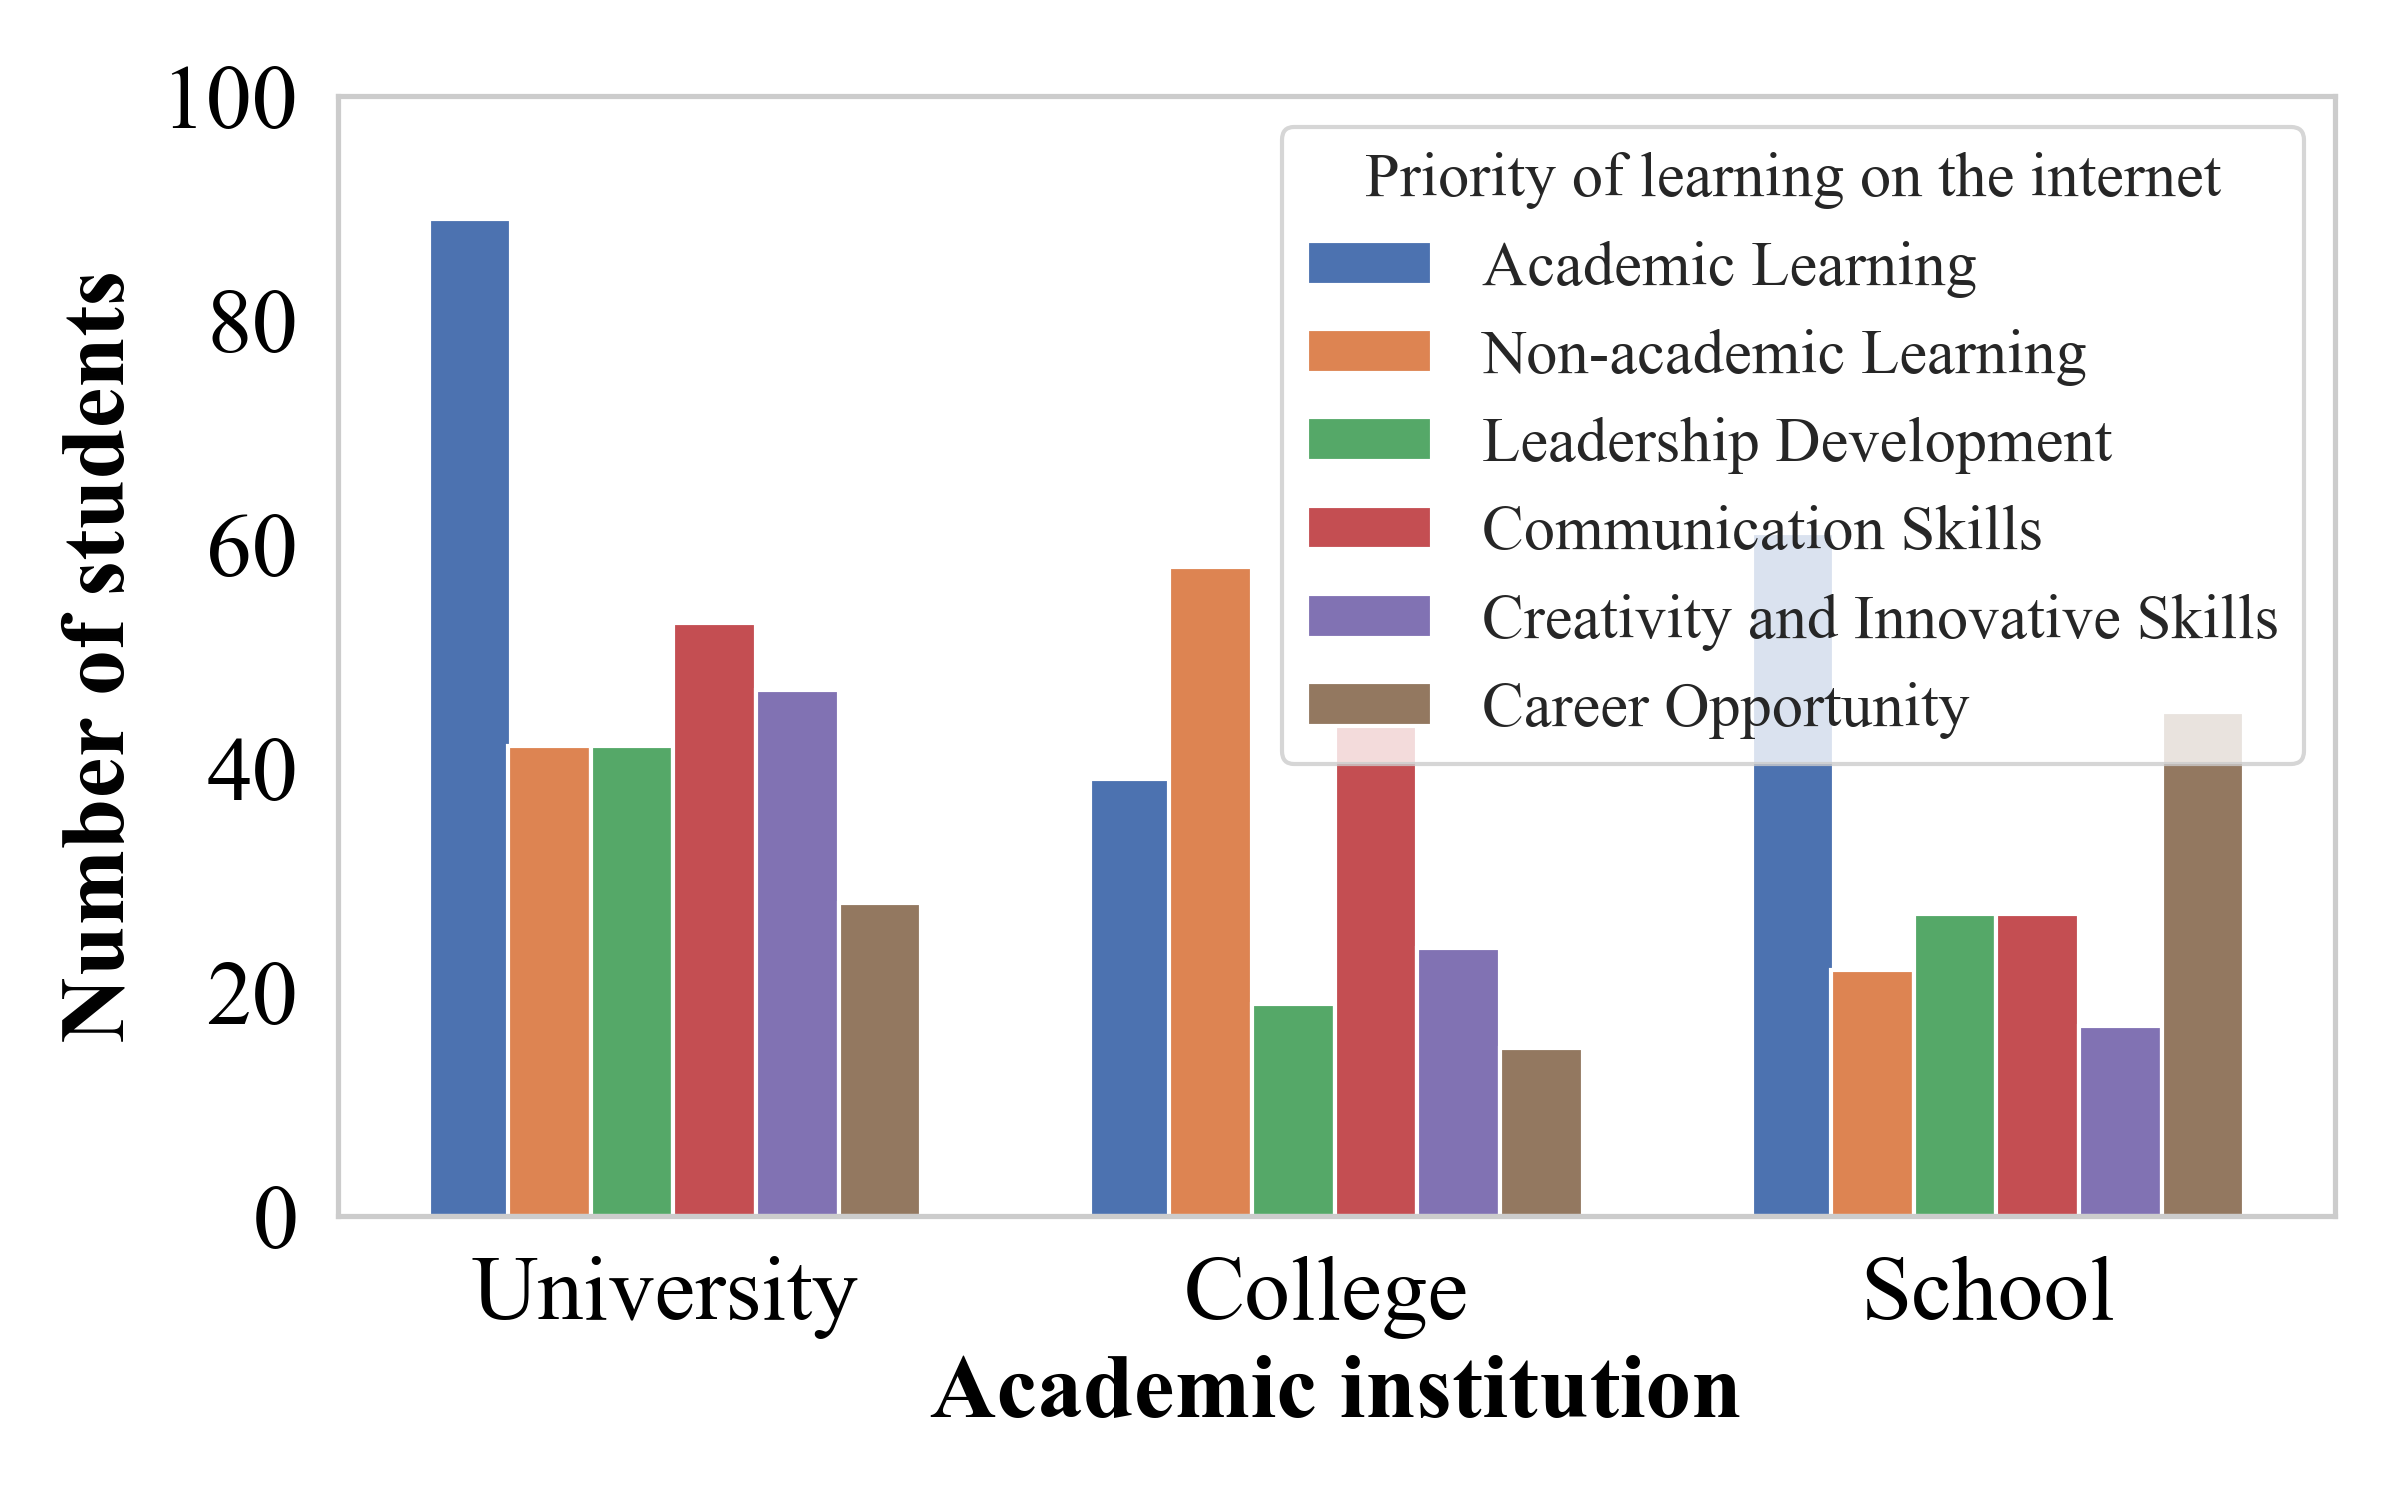 Number of students
100
80
60
40
20
0
Priority of learning on the internet
Academic Learning
Non-academic Learning
Leadership Development
Communication Skills
Creativity and Innovative Skills
Career Opportunity
University College School
Academic institution